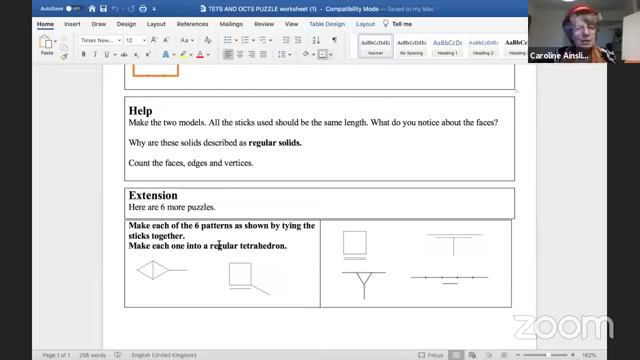 AutoSave OFF
TETS AND OCTS PUZZLE worksheet (1) - Compatibility Mode — Saved to my Mac
Home Insert Draw Design Layout References Mailings Review View Table Design Layout Tell me
Paste
Times New... 12
Paragraph
AaBbCcDdEe AaBbCcDdEe AaBbCcDc AaBbCcDdEe
Normal No Spacing Heading 1 Heading 2
Caroline Ainsli...
Help
Make the two models. All the sticks used should be the same length. What do you notice about the faces?
Why are these solids described as regular solids.
Count the faces, edges and vertices.
Extension
Here are 6 more puzzles.
Make each of the 6 patterns as shown by tying the
sticks together.
Make each one into a regular tetrahedron.
zoom
Page 1 of 1 258 words English (United Kingdom) Focus 162%